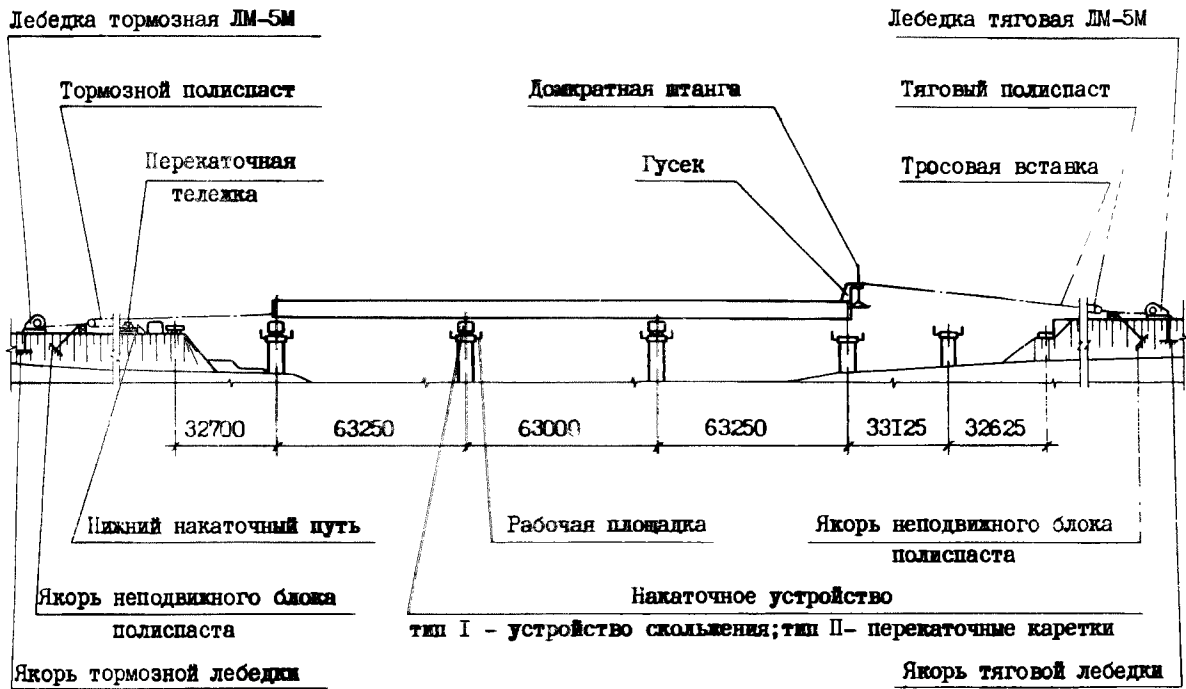 Лебедка тормозная ЛМ-5М
Лебедка тяговая ЛМ-5М
Тормозной полиспаст
Домкратная штанга
Тяговый полиспаст
Перекаточная
тележка
Гусек
Тросовая вставка
32700
63250
63000
63250
33125
32625
Нижний накаточный путь
Рабочая площадка
Якорь неподвижного блока
полиспаста
Якорь неподвижного блока
полиспаста
Накаточное устройство
тип I - устройство скольжения; тип II- перекаточные каретки
Якорь тормозной лебедки
Якорь тяговой лебедки